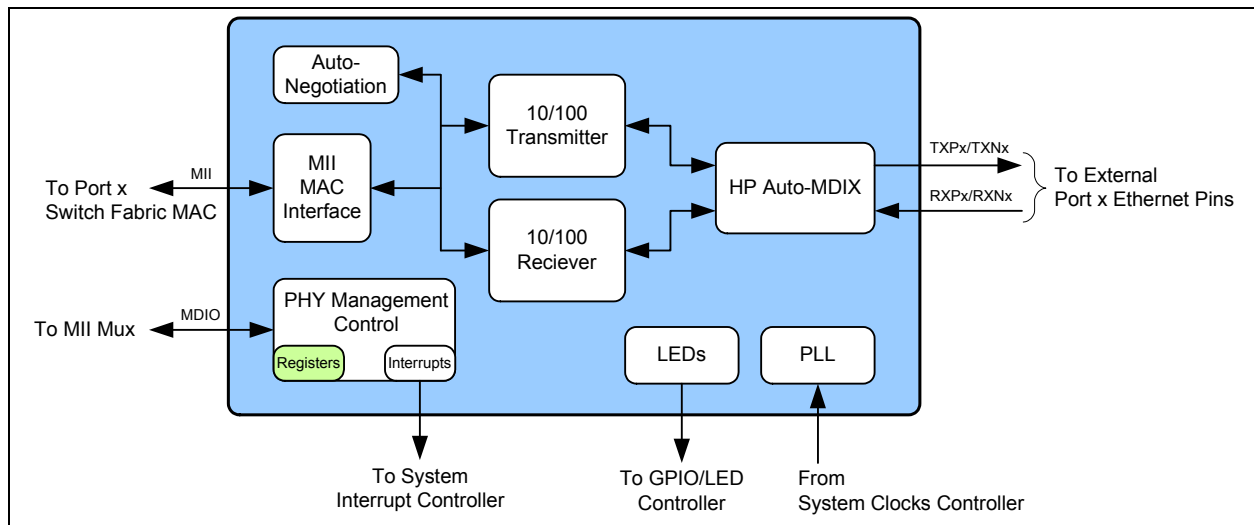 Auto-
Negotiation
10/100
Transmitter
MII
MAC
Interface
HP Auto-MDIX
10/100
Reciever
MII
To Port x
Switch Fabric MAC
TXPx/TXNx
RXPx/RXNx
To External
Port x Ethernet Pins
PHY Management
Control
Registers
Interrupts
MDIO
To MII Mux
LEDs
PLL
To System
Interrupt Controller
To GPIO/LED
Controller
From
System Clocks Controller